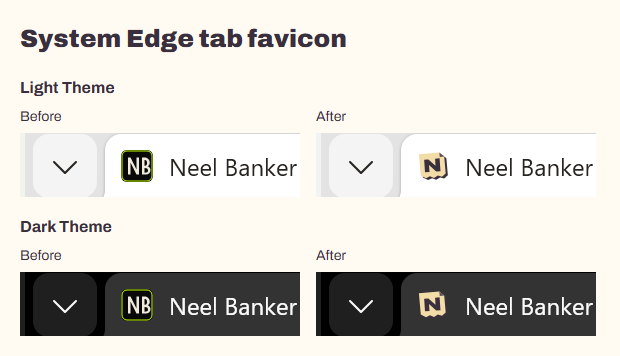 System Edge tab favicon
Light Theme
Before After
NB Neel Banker N Neel Banker
Dark Theme
Before After
NB Neel Banker N Neel Banker